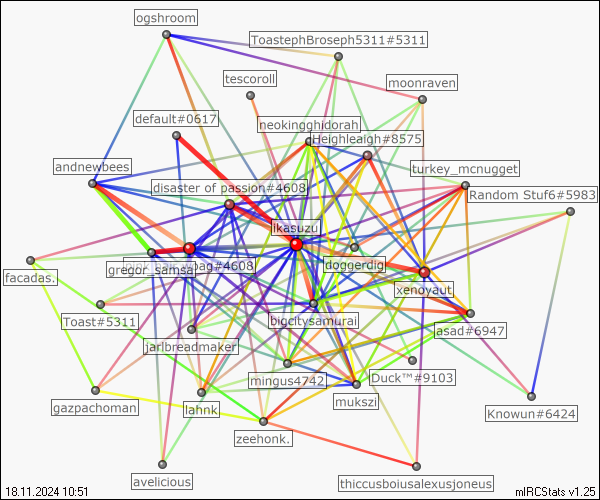 ogshroom
ToastephBroseph5311#5311
tescoroll
moonraven
default#0617
neokingghidorah
Heighleaigh#8575
andnewbees
turkey_mcnugget
disaster of passion#4608
Random Stuf6#5983
ikasuzu
gregor_samsa
bag#4608
doggerdig
facadas.
xenoyaut
Toast#5311
bigcitysamurai
asad#6947
jarlbreadmaker
mingus4742
Duck™#9103
gazpachoman
lahnk
mukszi
Knowun#6424
zeehonk.
avelicious
thiccusboiusalexusjoneus
18.11.2024 10:51
mIRCStats v1.25